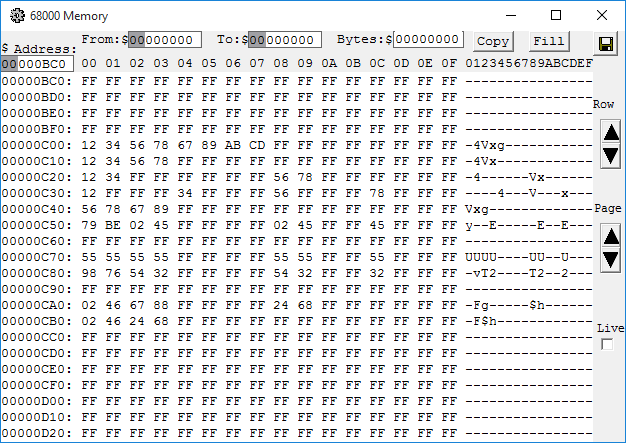 68000 Memory
From:$00000000 To:$00000000 Bytes:$00000000 Copy Fill
$ Address:
00000BC0 00 01 02 03 04 05 06 07 08 09 0A 0B 0C 0D 0E 0F 0123456789ABCDEF
00000BC0: FF FF FF FF FF FF FF FF FF FF FF FF FF FF FF FF ----------------
00000BD0: FF FF FF FF FF FF FF FF FF FF FF FF FF FF FF FF ----------------
00000BE0: FF FF FF FF FF FF FF FF FF FF FF FF FF FF FF FF ----------------
00000BF0: FF FF FF FF FF FF FF FF FF FF FF FF FF FF FF FF ----------------
00000C00: 12 34 56 78 67 89 AB CD FF FF FF FF FF FF FF FF -4Vxg-----------
00000C10: 12 34 56 78 FF FF FF FF FF FF FF FF FF FF FF FF -4Vx------------
00000C20: 12 34 FF FF FF FF FF FF 56 78 FF FF FF FF FF FF -4------Vx------
00000C30: 12 FF FF FF 34 FF FF FF 56 FF FF FF 78 FF FF FF ----4---V---x---
00000C40: 56 78 67 89 FF FF FF FF FF FF FF FF FF FF FF FF Vxg-------------
00000C50: 79 BE 02 45 FF FF FF FF 02 45 FF FF 45 FF FF FF y--E-----E--E---
00000C60: FF FF FF FF FF FF FF FF FF FF FF FF FF FF FF FF ----------------
00000C70: 55 55 55 55 FF FF FF FF 55 55 FF FF 55 FF FF FF UUUU----UU--U---
00000C80: 98 76 54 32 FF FF FF FF 54 32 FF FF 32 FF FF FF -vT2----T2--2---
00000C90: FF FF FF FF FF FF FF FF FF FF FF FF FF FF FF FF ----------------
00000CA0: 02 46 67 88 FF FF FF FF 24 68 FF FF FF FF FF FF -Fg-----$h------
00000CB0: 02 46 24 68 FF FF FF FF FF FF FF FF FF FF FF FF -F$h------------
00000CC0: FF FF FF FF FF FF FF FF FF FF FF FF FF FF FF FF ----------------
00000CD0: FF FF FF FF FF FF FF FF FF FF FF FF FF FF FF FF ----------------
00000CE0: FF FF FF FF FF FF FF FF FF FF FF FF FF FF FF FF ----------------
00000CF0: FF FF FF FF FF FF FF FF FF FF FF FF FF FF FF FF ----------------
00000D00: FF FF FF FF FF FF FF FF FF FF FF FF FF FF FF FF ----------------
00000D10: FF FF FF FF FF FF FF FF FF FF FF FF FF FF FF FF ----------------
00000D20: FF FF FF FF FF FF FF FF FF FF FF FF FF FF FF FF ----------------
Row
Page
Live